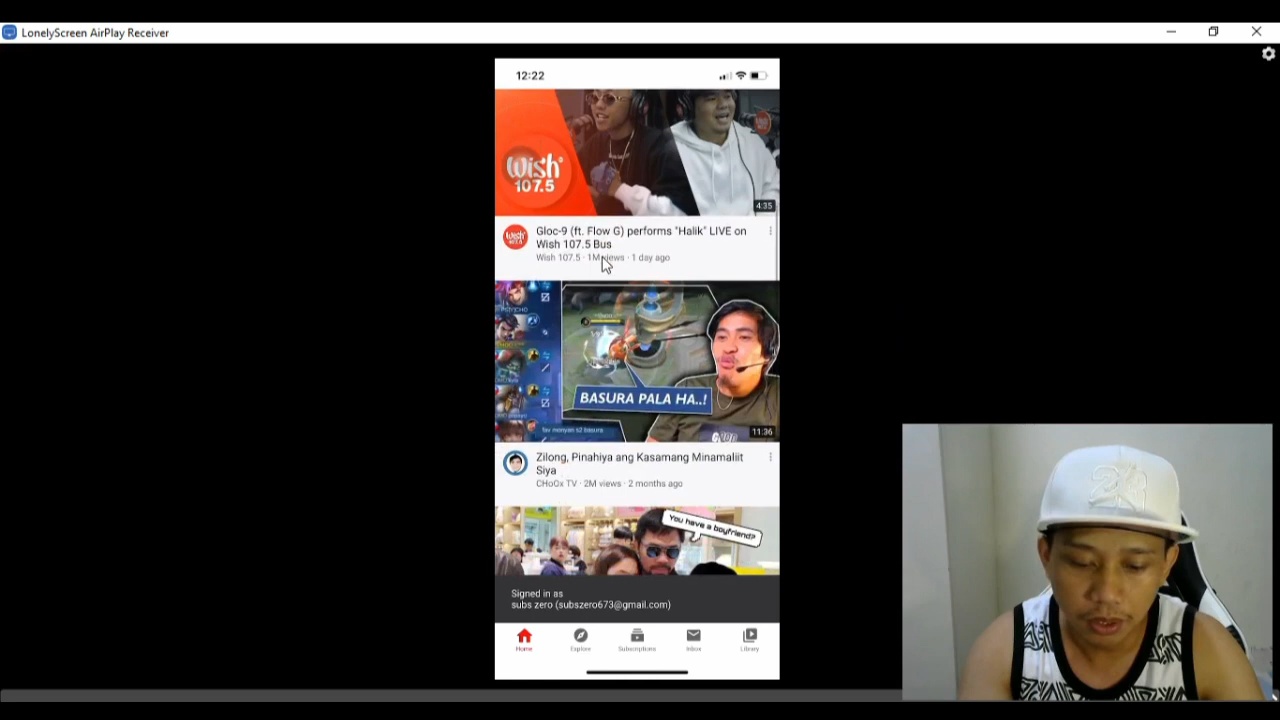 LonelyScreen AirPlay Receiver
12:22
Wish
107.5
4:35
Gloc-9 (ft. Flow G) performs "Halik" LIVE on
Wish 107.5 Bus
Wish 107.5 · 1M views · 1 day ago
BASURA PALA HA..!
11:36
Zilong, Pinahiya ang Kasamang Minamaliit
Siya
CHoOx TV · 2M views · 2 months ago
You have a boyfriend?
Signed in as
subs zero (subszero673@gmail.com)
Home
Explore
Subscriptions
Inbox
Library